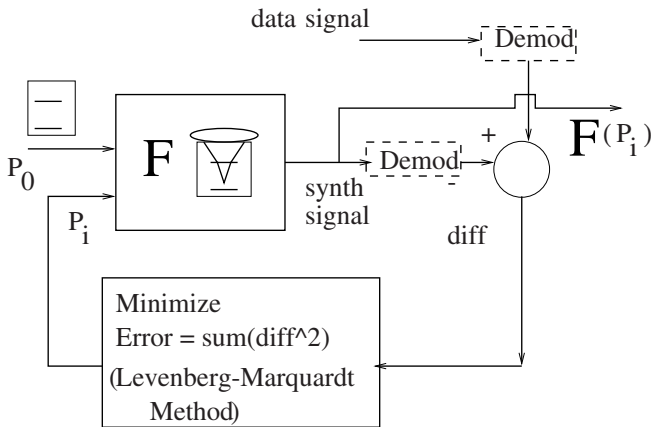 data signal
Demod
P0
F
Demod
+
-
F(Pi)
synth
signal
Pi
diff
Minimize
Error = sum(diff^2)
(Levenberg-Marquardt
Method)